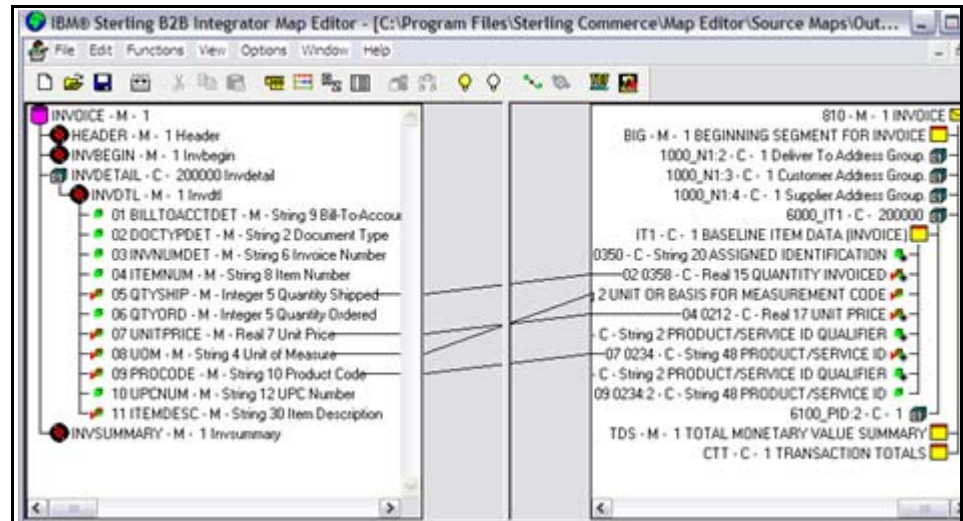 IBM® Sterling B2B Integrator Map Editor - [C:\Program Files\Sterling Commerce\Map Editor\Source Maps\Out...
File Edit Functions View Options Window Help
INVOICE - M - 1
HEADER - M - 1 Header
INVBEGIN - M - 1 Invbegin
INVDETAIL - C - 200000 Invdetail
INVDTL - M - 1 Invdtl
01 BILLTOACCTDET - M - String 9 Bill-To-Accou
02 DOCTYPDET - M - String 2 Document Type
03 INVNUMDET - M - String 6 Invoice Number
04 ITEMNUM - M - String 8 Item Number
05 QTYSHIP - M - Integer 5 Quantity Shipped
06 QTYORD - M - Integer 5 Quantity Ordered
07 UNITPRICE - M - Real 7 Unit Price
08 UOM - M - String 4 Unit of Measure
09 PROCODE - M - String 10 Product Code
10 UPCNUM - M - String 12 UPC Number
11 ITEMDESC - M - String 30 Item Description
INVSUMMARY - M - 1 Invsummary
810 - M - 1 INVOICE
BIG - M - 1 BEGINNING SEGMENT FOR INVOICE
1000_N1:2 - C - 1 Deliver To Address Group.
1000_N1:3 - C - 1 Customer Address Group.
1000_N1:4 - C - 1 Supplier Address Group.
6000_IT1 - C - 200000
IT1 - C - 1 BASELINE ITEM DATA (INVOICE)
0350 - C - String 20 ASSIGNED IDENTIFICATION
02 0358 - C - Real 15 QUANTITY INVOICED
2 UNIT OR BASIS FOR MEASUREMENT CODE
04 0212 - C - Real 17 UNIT PRICE
C - String 2 PRODUCT/SERVICE ID QUALIFIER
07 0234 - C - String 48 PRODUCT/SERVICE ID
C - String 2 PRODUCT/SERVICE ID QUALIFIER
09 0234:2 - C - String 48 PRODUCT/SERVICE ID
6100_PID:2 - C - 1
TDS - M - 1 TOTAL MONETARY VALUE SUMMARY
CTT - C - 1 TRANSACTION TOTALS